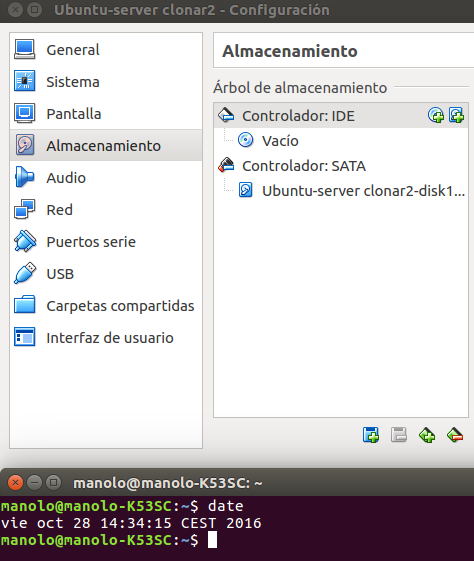 Ubuntu-server clonar2 - Configuración
General
Sistema
Pantalla
Almacenamiento
Audio
Red
Puertos serie
USB
Carpetas compartidas
Interfaz de usuario
Almacenamiento
Árbol de almacenamiento
Controlador: IDE
Vacío
Controlador: SATA
Ubuntu-server clonar2-disk1...
manolo@manolo-K53SC: ~
manolo@manolo-K53SC:~$ date
vie oct 28 14:34:15 CEST 2016
manolo@manolo-K53SC:~$